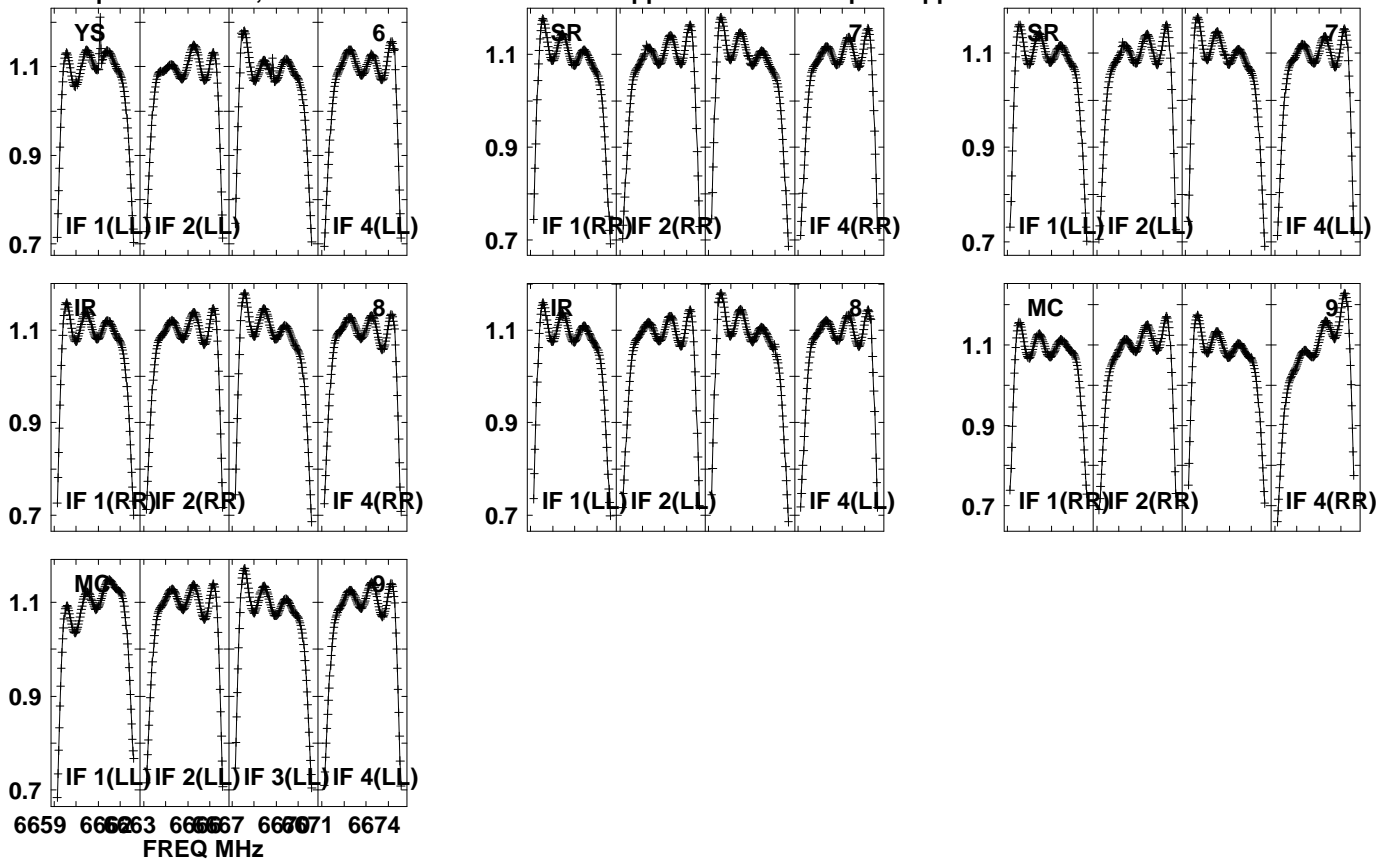 YS 6
1.1
0.9
0.7
IF 1(LL) IF 2(LL) IF 4(LL)
SR 7
1.1
0.9
0.7
IF 1(RR) IF 2(RR) IF 4(RR)
SR 7
1.1
0.9
0.7
IF 1(LL) IF 2(LL) IF 4(LL)
IR 8
1.1
0.9
0.7
IF 1(RR) IF 2(RR) IF 4(RR)
IR 8
1.1
0.9
0.7
IF 1(LL) IF 2(LL) IF 4(LL)
MC 9
1.1
0.9
0.7
IF 1(RR) IF 2(RR) IF 4(RR)
MC 9
1.1
0.9
0.7
IF 1(LL) IF 2(LL) IF 3(LL) IF 4(LL)
6659 6662 6663 6666 6667 6670 6671 6674
FREQ MHz